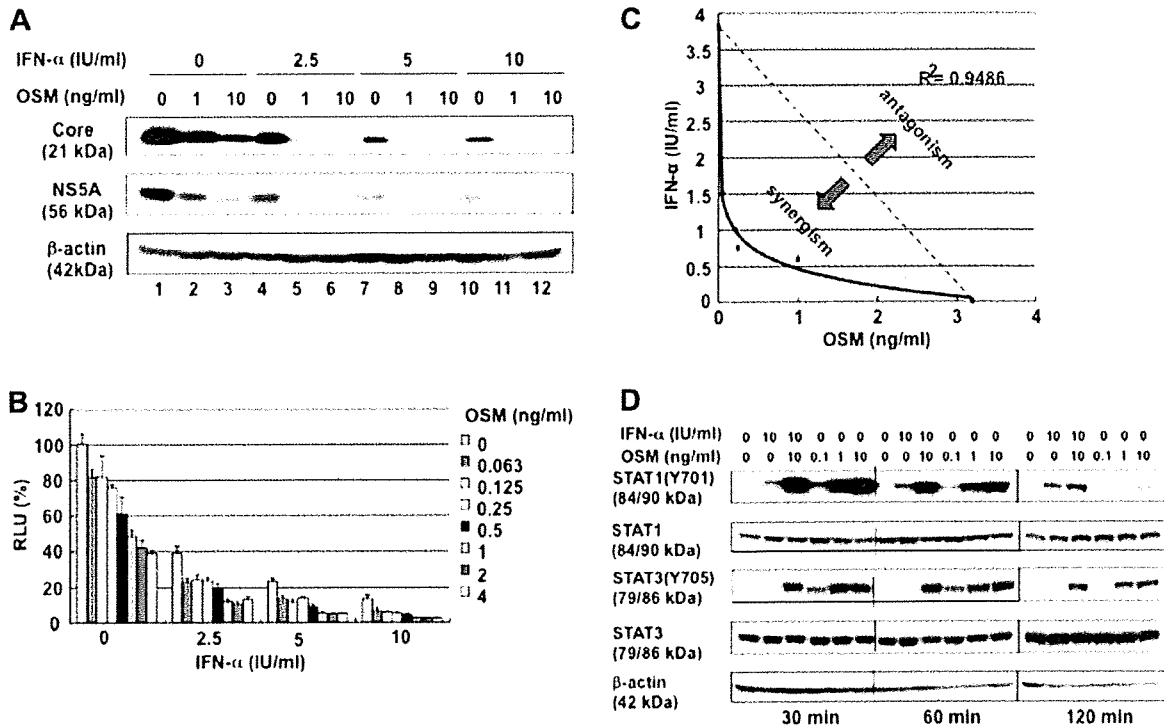 A
IFN-α (IU/ml) 0 2.5 5 10
OSM (ng/ml) 0 1 10 0 1 10 0 1 10 0 1 10
Core
(21 kDa)
NS5A
(56 kDa)
β-actin
(42kDa)
1 2 3 4 5 6 7 8 9 10 11 12
B
120
100
80
60
40
20
0
RLU (%)
0 2.5 5 10
IFN-α (IU/ml)
OSM (ng/ml)
0
0.063
0.125
0.25
0.5
1
2
4
C
4
3.5
3
2.5
2
1.5
1
0.5
0
IFN-α (IU/ml)
R2= 0.9486
antagonism
synergism
0 1 2 3 4
OSM (ng/ml)
D
IFN-α (IU/ml) 0 10 10 0 0 0 0 10 10 0 0 0 0 10 10 0 0 0
OSM (ng/ml) 0 0 10 0.1 1 10 0 0 10 0.1 1 10 0 0 10 0.1 1 10
STAT1(Y701)
(84/90 kDa)
STAT1
(84/90 kDa)
STAT3(Y705)
(79/86 kDa)
STAT3
(79/86 kDa)
β-actin
(42 kDa)
30 min 60 min 120 min